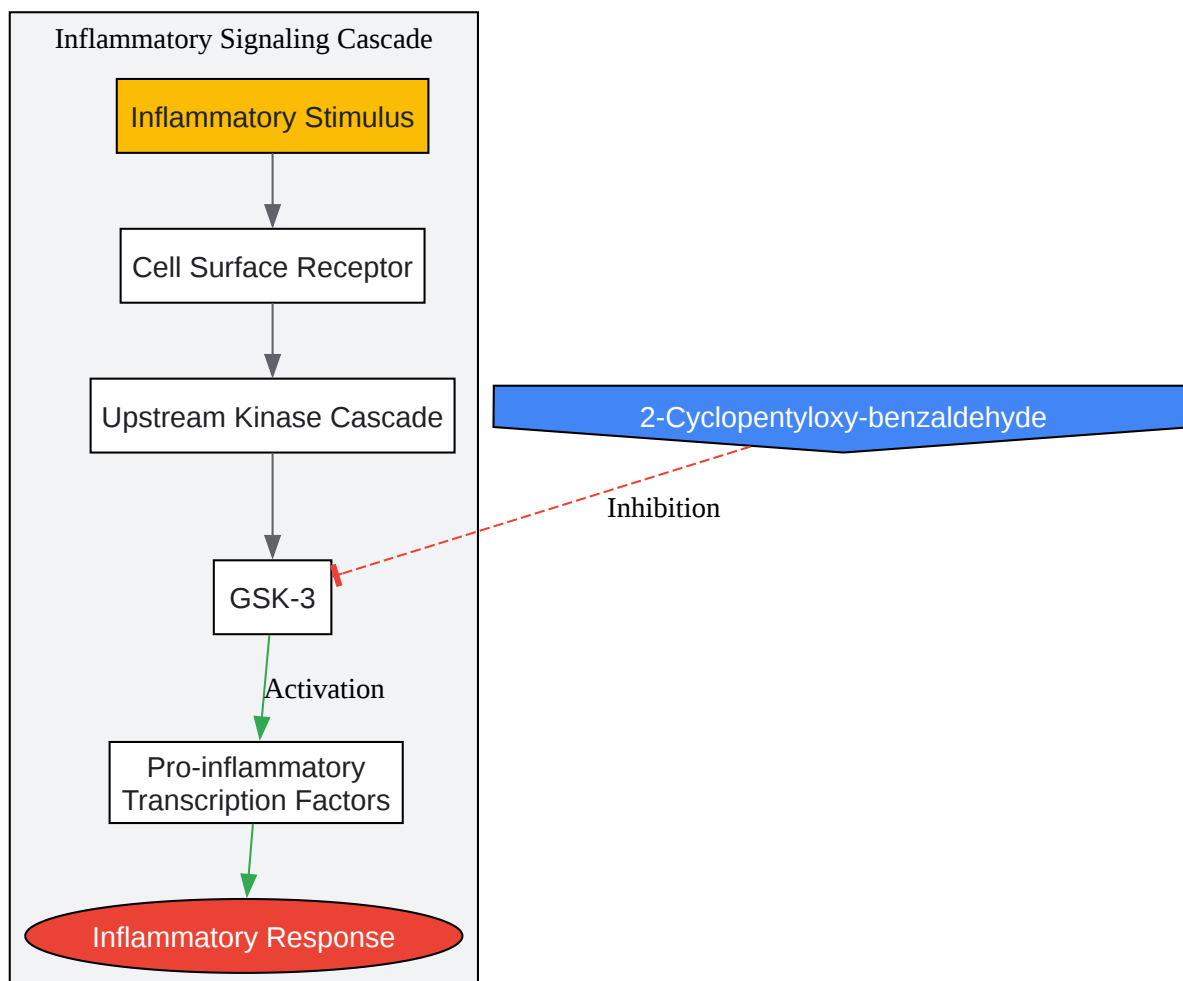 Inflammatory Signaling Cascade
Inflammatory Stimulus
Cell Surface Receptor
Upstream Kinase Cascade
2-Cyclopentyloxy-benzaldehyde
Inhibition
GSK-3
Activation
Pro-inflammatory
Transcription Factors
Inflammatory Response